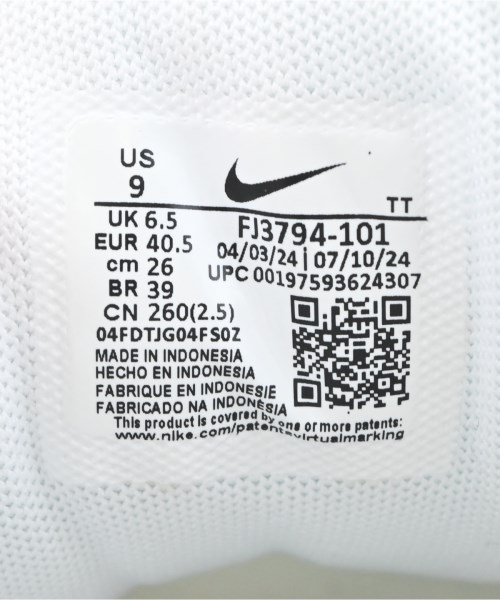 US
9
TT
UK 6.5
EUR 40.5
cm 26
BR 39
CN 260(2.5)
04FDTJG04FS0Z
FJ3794-101
04/03/24 | 07/10/24
UPC 00197593624307
MADE IN INDONESIA
HECHO EN INDONESIA
FABRIQUE EN INDONESIE
FABRICADO NA INDONÉSIA
This product is covered by one or more patents:
www.nike.com/patentvirtualmarking